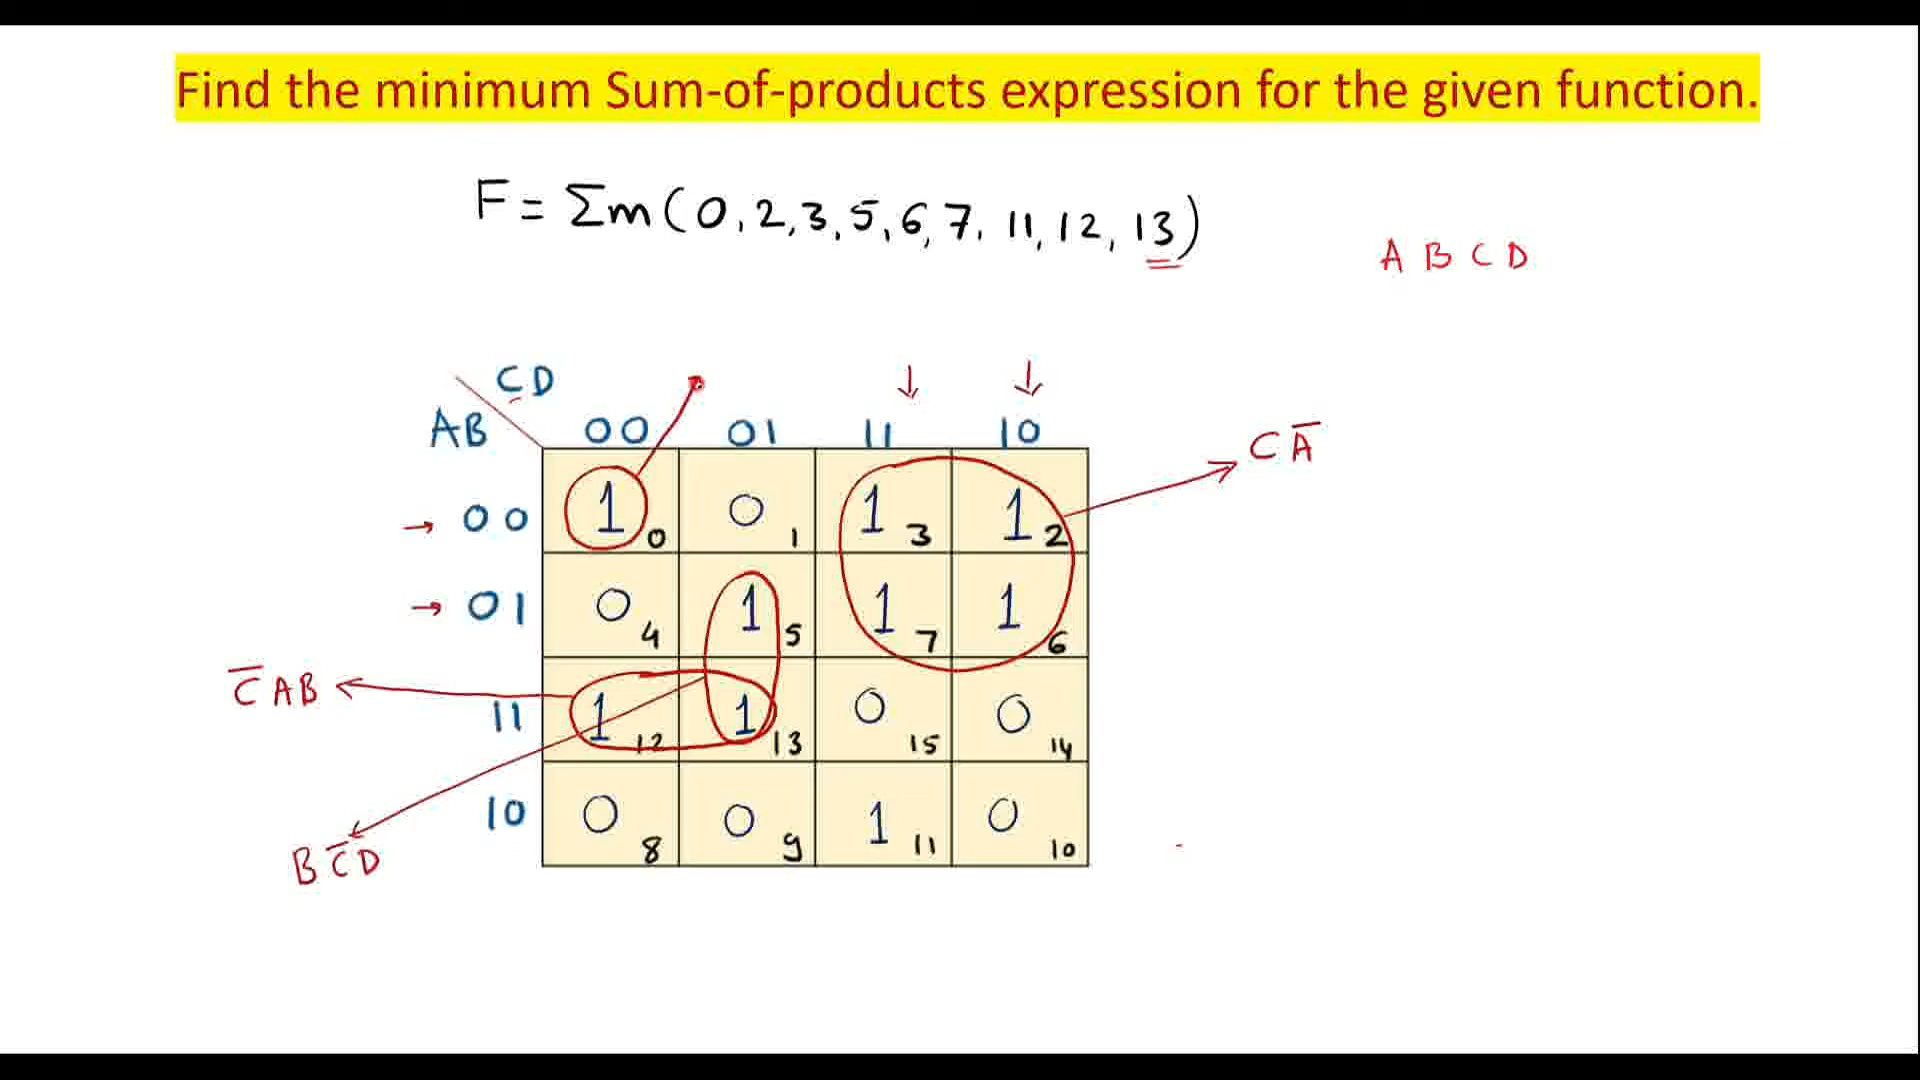 Find the minimum Sum-of-products expression for the given function.
F = Σm(0,2,3,5,6,7,11,12,13)
A B C D
CD
AB 00 01 11 10
CA̅
00 1 0 0 1 1 3 1 2
01 0 4 1 5 1 7 1 6
C̅AB
11 1 12 1 13 0 15 0 14
10 0 8 0 9 1 11 0 10
BC̅D